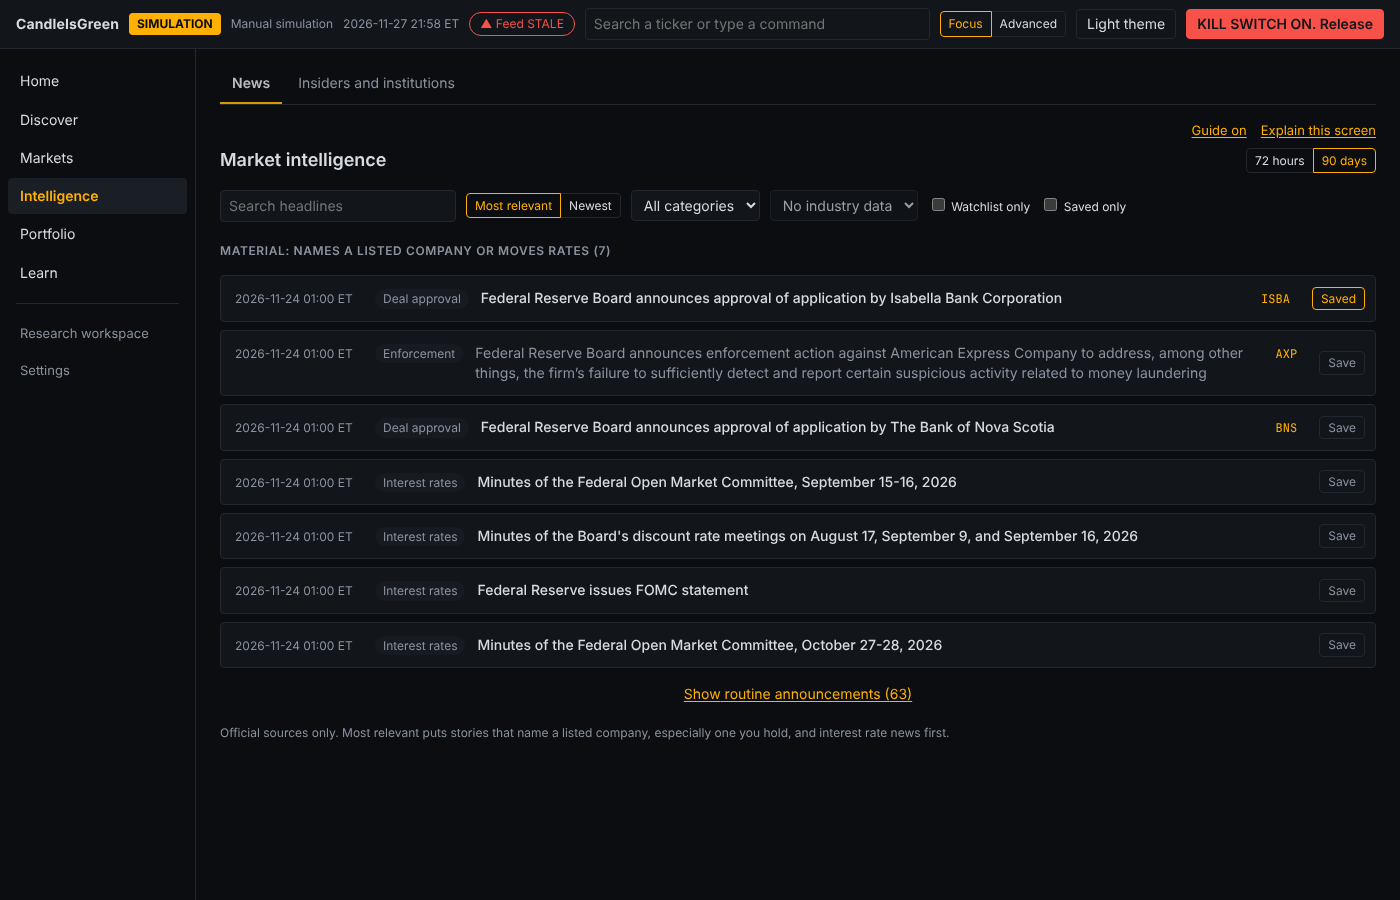 CandleIsGreen SIMULATION Manual simulation 2026-11-27 21:58 ET ▲ Feed STALE Search a ticker or type a command Focus Advanced Light theme KILL SWITCH ON. Release
Home
Discover
Markets
Intelligence
Portfolio
Learn
Research workspace
Settings
News Insiders and institutions
Guide on Explain this screen
Market intelligence 72 hours 90 days
Search headlines Most relevant Newest All categories No industry data Watchlist only Saved only
MATERIAL: NAMES A LISTED COMPANY OR MOVES RATES (7)
2026-11-24 01:00 ET Deal approval Federal Reserve Board announces approval of application by Isabella Bank Corporation ISBA Saved
2026-11-24 01:00 ET Enforcement Federal Reserve Board announces enforcement action against American Express Company to address, among other AXP Save
things, the firm’s failure to sufficiently detect and report certain suspicious activity related to money laundering
2026-11-24 01:00 ET Deal approval Federal Reserve Board announces approval of application by The Bank of Nova Scotia BNS Save
2026-11-24 01:00 ET Interest rates Minutes of the Federal Open Market Committee, September 15-16, 2026 Save
2026-11-24 01:00 ET Interest rates Minutes of the Board's discount rate meetings on August 17, September 9, and September 16, 2026 Save
2026-11-24 01:00 ET Interest rates Federal Reserve issues FOMC statement Save
2026-11-24 01:00 ET Interest rates Minutes of the Federal Open Market Committee, October 27-28, 2026 Save
Show routine announcements (63)
Official sources only. Most relevant puts stories that name a listed company, especially one you hold, and interest rate news first.